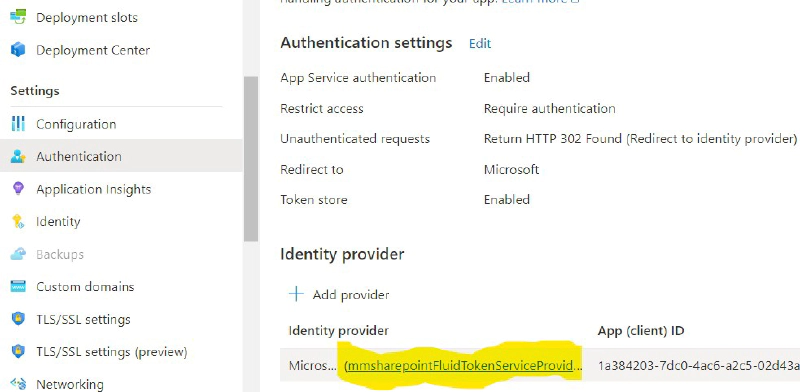 Deployment slots
Deployment Center
Settings
Configuration
Authentication
Application Insights
Identity
Backups
Custom domains
TLS/SSL settings
TLS/SSL settings (preview)
Networking
Handling authentication for your app. Learn more
Authentication settings Edit
App Service authentication Enabled
Restrict access Require authentication
Unauthenticated requests Return HTTP 302 Found (Redirect to identity provider)
Redirect to Microsoft
Token store Enabled
Identity provider
Add provider
Identity provider App (client) ID
Micros... (mmsharepointFluidTokenServiceProvid... 1a384203-7dc0-4ac6-a2c5-02d43a